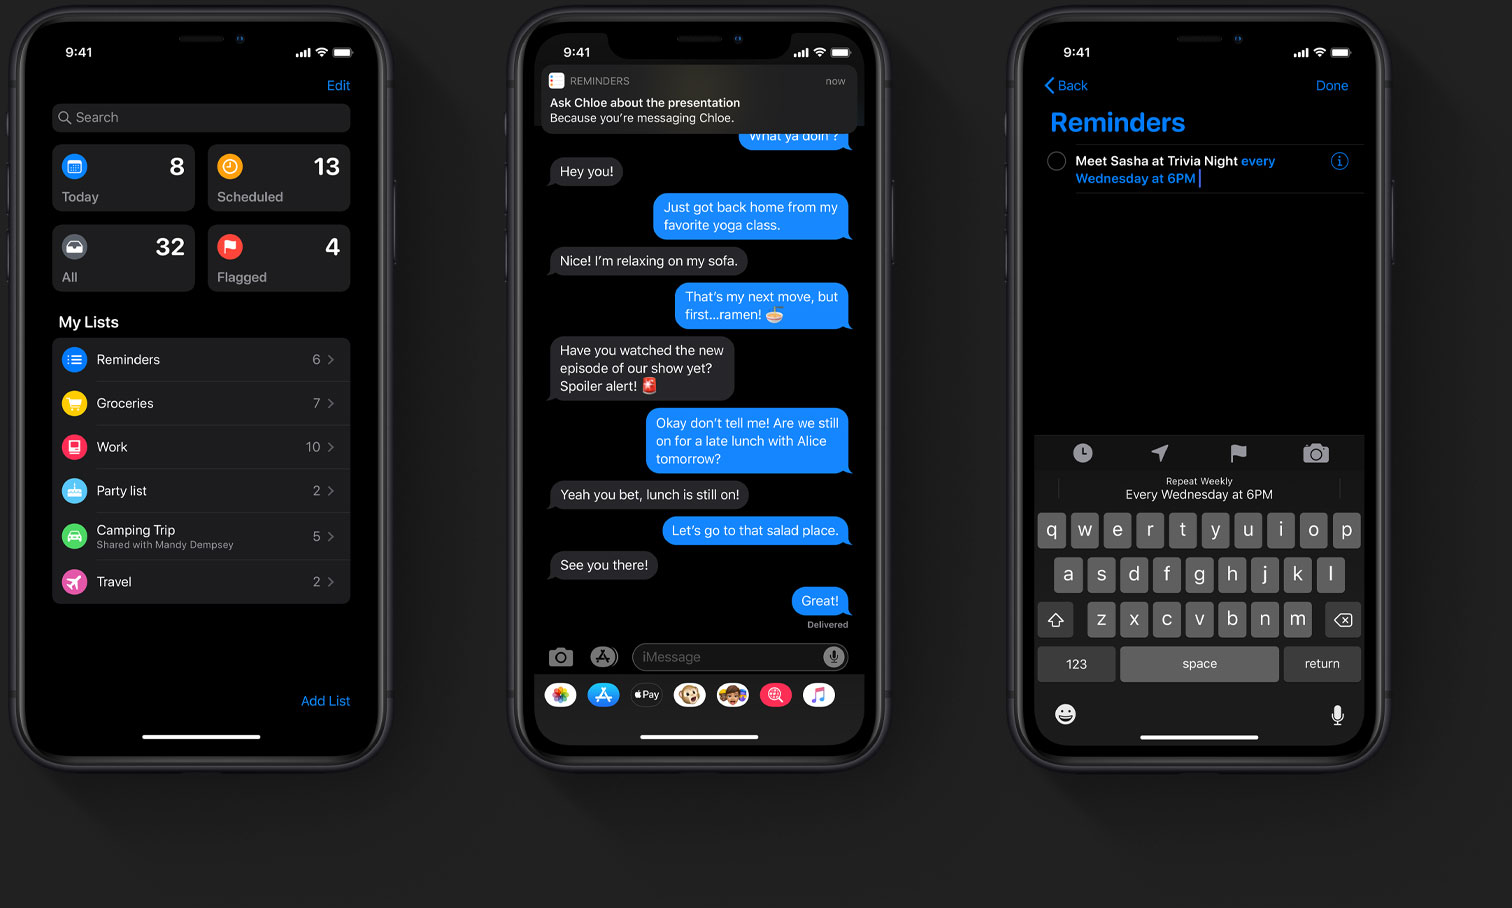 9:41
Edit
Search
8
Today
13
Scheduled
32
All
4
Flagged
My Lists
Reminders 6
Groceries 7
Work 10
Party list 2
Camping Trip 5
Shared with Mandy Dempsey
Travel 2
Add List
9:41
REMINDERS now
Ask Chloe about the presentation
Because you're messaging Chloe.
What ya doin'?
Hey you!
Just got back home from my
favorite yoga class.
Nice! I'm relaxing on my sofa.
That's my next move, but
first...ramen! 🍜
Have you watched the new
episode of our show yet?
Spoiler alert! 🚨
Okay don't tell me! Are we still
on for a late lunch with Alice
tomorrow?
Yeah you bet, lunch is still on!
Let's go to that salad place.
See you there!
Great!
Delivered
iMessage
Pay
9:41
Back
Done
Reminders
Meet Sasha at Trivia Night every
Wednesday at 6PM
Repeat Weekly
Every Wednesday at 6PM
q w e r t y u i o p
a s d f g h j k l
z x c v b n m
123 space return